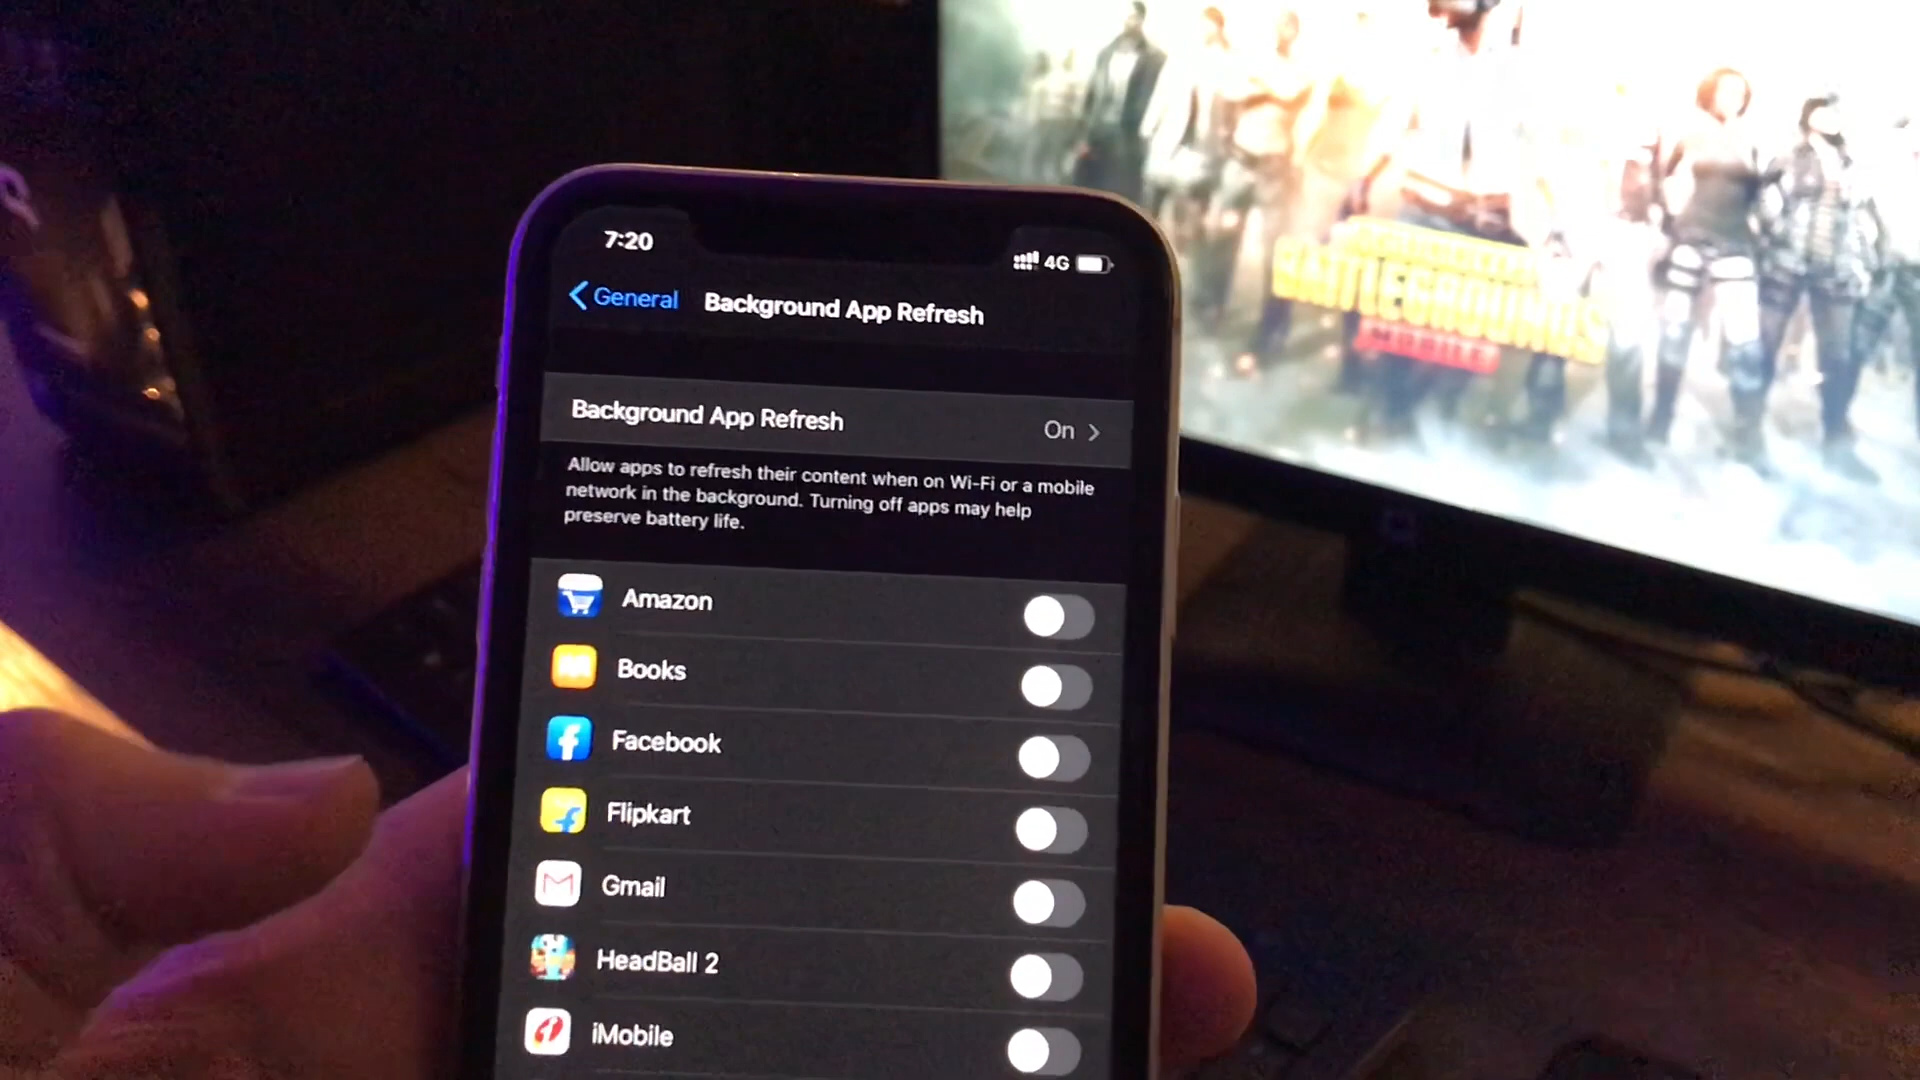 7:20
4G
General
Background App Refresh
Background App Refresh
On
Allow apps to refresh their content when on Wi-Fi or a mobile
network in the background. Turning off apps may help
preserve battery life.
Amazon
Books
Facebook
Flipkart
Gmail
HeadBall 2
iMobile
BATTLEGROUNDS
MOBILE